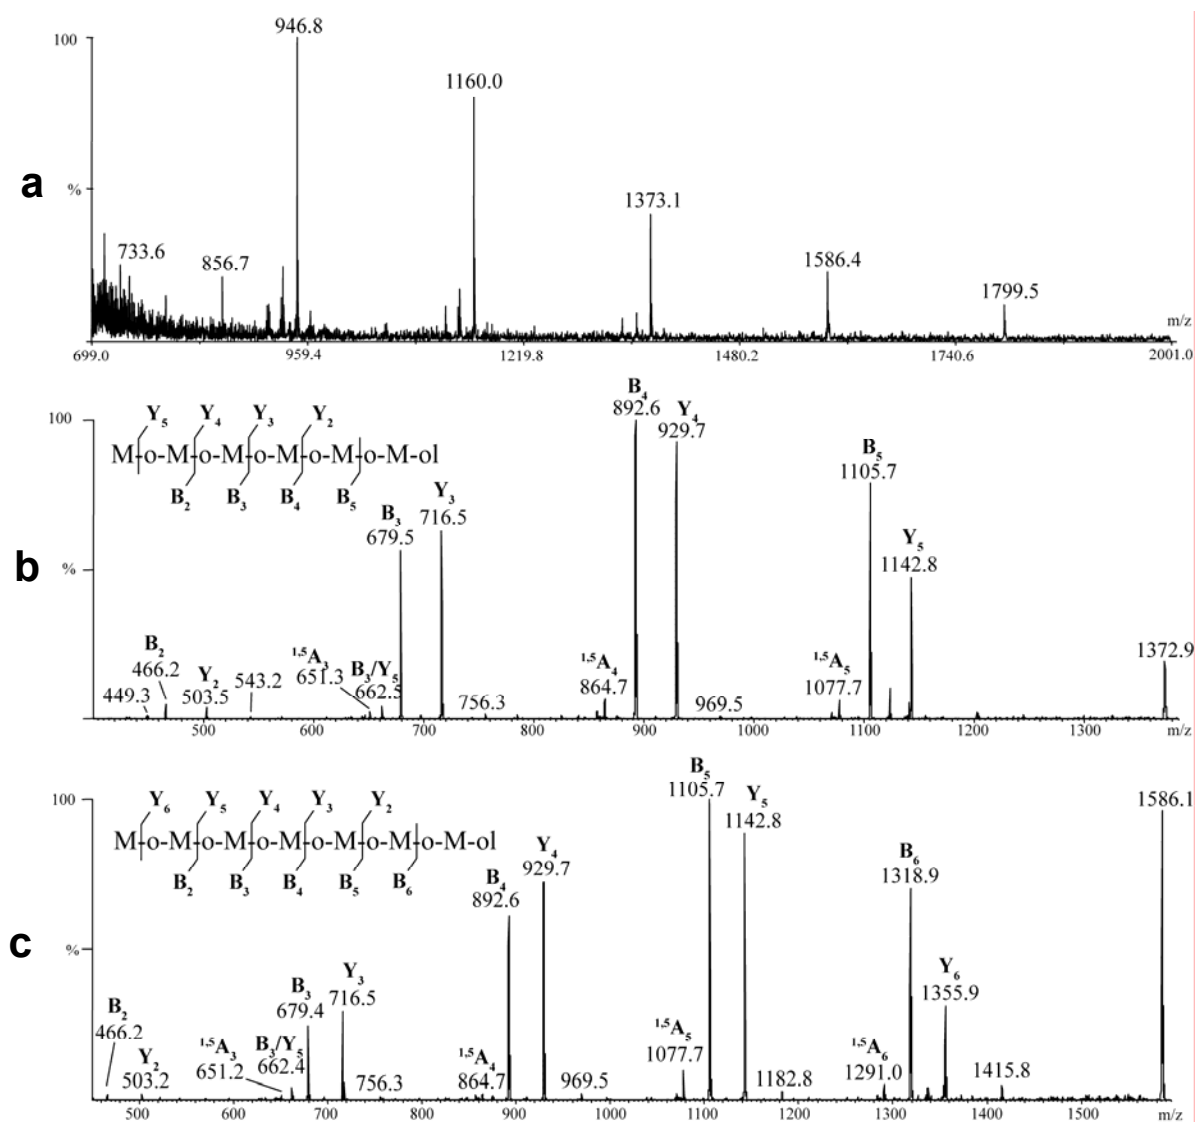 946.8
100
1160.0
a
%
1373.1
733.6
856.7
1586.4
1799.5
m/z
699.0 959.4 1219.8 1480.2 1740.6 2001.0
b
100
Y5 Y4 Y3 Y2
M-o-M-o-M-o-M-o-M-o-M-ol
B2 B3 B4 B5
%
B4
892.6
Y4
929.7
B5
1105.7
Y3
716.5
B3
679.5
Y5
1142.8
B2
466.2
449.3
Y2
503.5
543.2
1,5A3
651.3
B3/Y5
662.5
756.3
1,5A4
864.7
969.5
1,5A5
1077.7
1372.9
500 600 700 800 900 1000 1100 1200 1300 m/z
c
100
Y6 Y5 Y4 Y3 Y2
M-o-M-o-M-o-M-o-M-o-M-o-M-ol
B2 B3 B4 B5 B6
%
B5
1105.7
Y5
1142.8
1586.1
Y4
929.7
B4
892.6
B6
1318.9
Y6
1355.9
Y3
716.5
B3
679.4
B2
466.2
Y2
503.2
1,5A3
651.2
B3/Y5
662.4
756.3
1,5A4
864.7
969.5
1,5A5
1077.7
1182.8
1,5A6
1291.0
1415.8
500 600 700 800 900 1000 1100 1200 1300 1400 1500 m/z